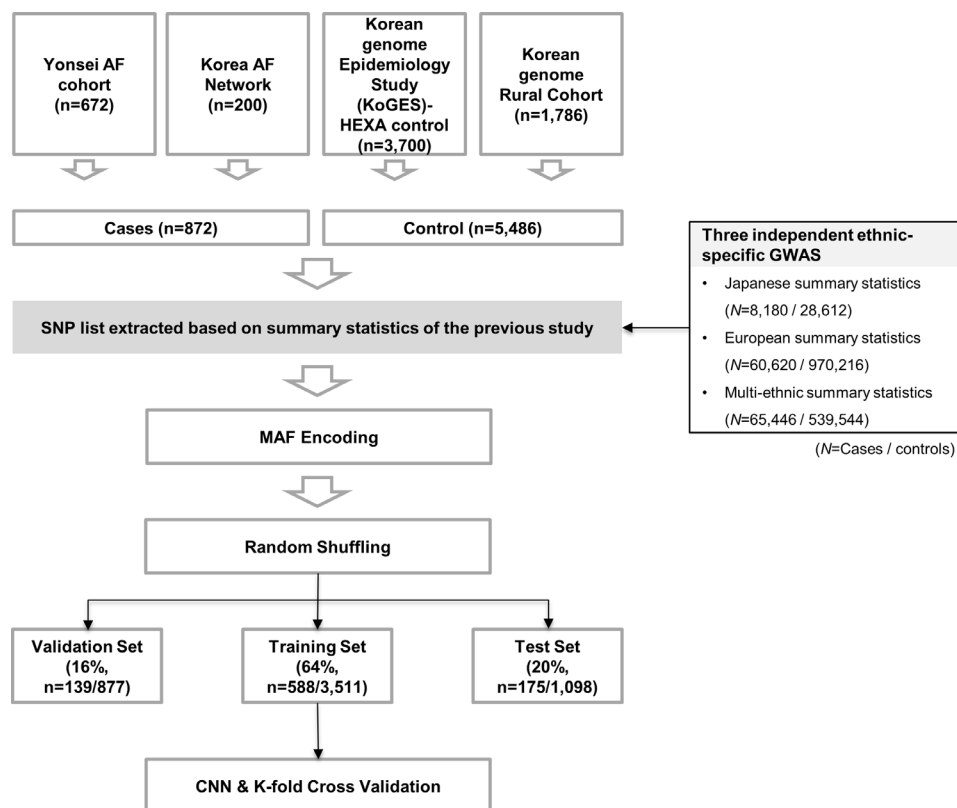 Yonsei AF
cohort
(n=672)
Korea AF
Network
(n=200)
Korean
genome
Epidemiology
Study
(KoGES)-
HEXA control
(n=3,700)
Korean
genome
Rural Cohort
(n=1,786)
Cases (n=872)
Control (n=5,486)
Three independent ethnic-
specific GWAS
• Japanese summary statistics
(N=8,180 / 28,612)
• European summary statistics
(N=60,620 / 970,216)
• Multi-ethnic summary statistics
(N=65,446 / 539,544)
(N=Cases / controls)
SNP list extracted based on summary statistics of the previous study
MAF Encoding
Random Shuffling
Validation Set
(16%,
n=139/877)
Training Set
(64%,
n=588/3,511)
Test Set
(20%,
n=175/1,098)
CNN & K-fold Cross Validation